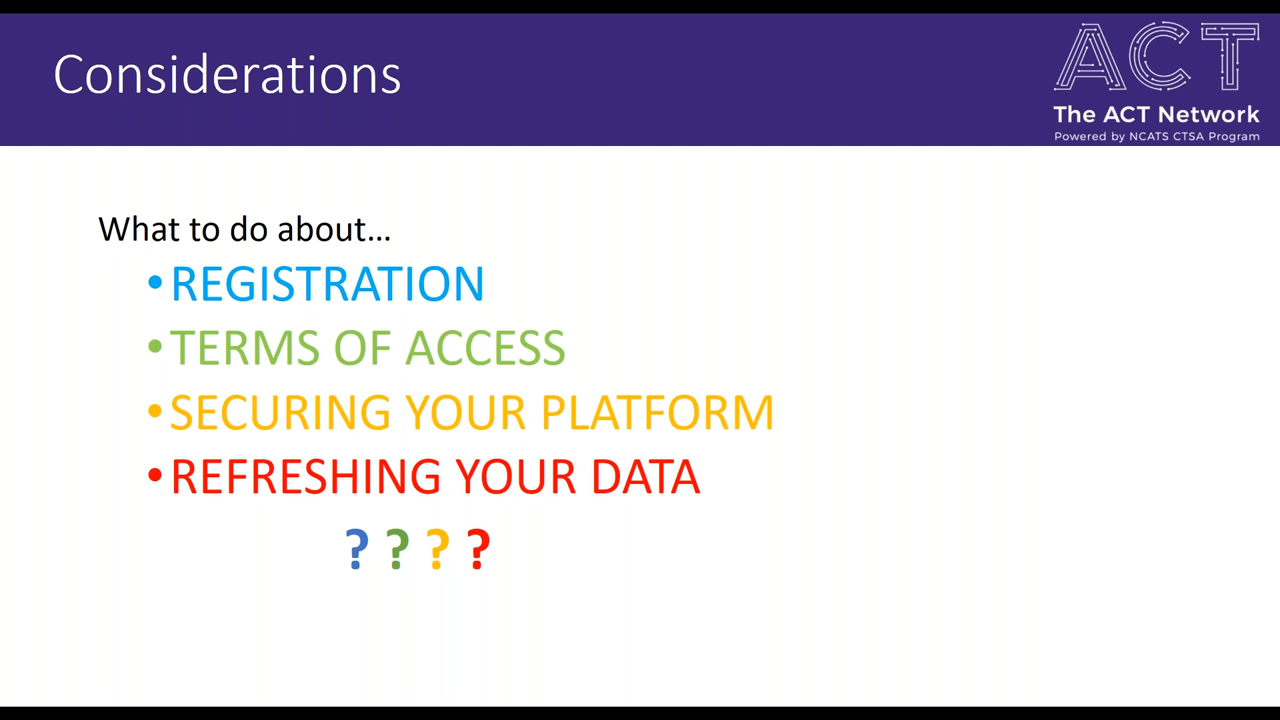 Considerations
ACT
The ACT Network
Powered by NCATS CTSA Program
What to do about...
•REGISTRATION
•TERMS OF ACCESS
•SECURING YOUR PLATFORM
•REFRESHING YOUR DATA
? ? ? ?